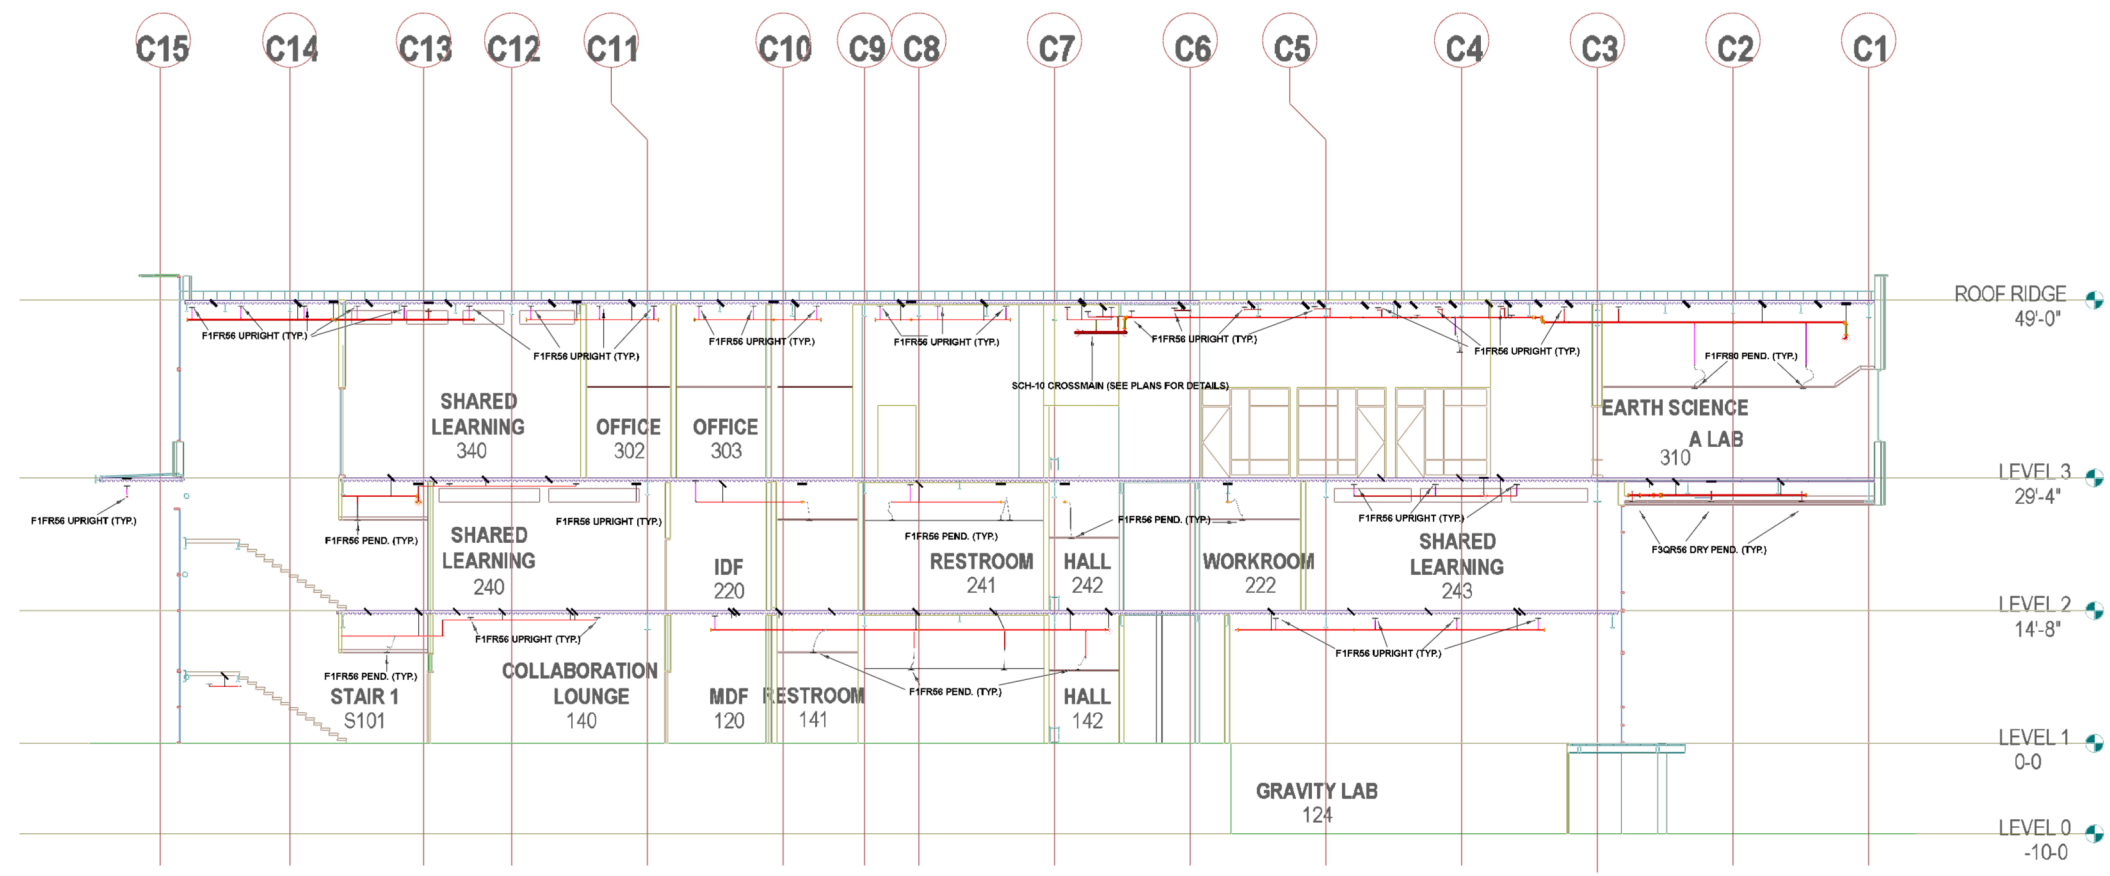 C15 C14 C13 C12 C11 C10 C9 C8 C7 C6 C5 C4 C3 C2 C1
ROOF RIDGE
49'-0"
F1FR56 UPRIGHT (TYP.)
F1FR56 UPRIGHT (TYP.)
F1FR56 UPRIGHT (TYP.)
F1FR56 UPRIGHT (TYP.)
F1FR56 UPRIGHT (TYP.)
F1FR56 UPRIGHT (TYP.)
F1FR80 PEND. (TYP.)
SCH-10 CROSSMAIN (SEE PLANS FOR DETAILS)
SHARED
LEARNING
340
OFFICE
302
OFFICE
303
EARTH SCIENCE
A LAB
310
LEVEL 3
29'-4"
F1FR56 UPRIGHT (TYP.)
F1FR56 PEND. (TYP.)
F1FR56 UPRIGHT (TYP.)
F1FR56 PEND. (TYP.)
F1FR56 PEND. (TYP.)
F1FR56 UPRIGHT (TYP.)
F3QR56 DRY PEND. (TYP.)
SHARED
LEARNING
240
IDF
220
RESTROOM
241
HALL
242
WORKROOM
222
SHARED
LEARNING
243
LEVEL 2
14'-8"
F1FR56 UPRIGHT (TYP.)
F1FR56 UPRIGHT (TYP.)
F1FR56 PEND. (TYP.)
F1FR56 PEND. (TYP.)
STAIR 1
S101
COLLABORATION
LOUNGE
140
MDF
120
RESTROOM
141
HALL
142
LEVEL 1
0-0
GRAVITY LAB
124
LEVEL 0
-10-0